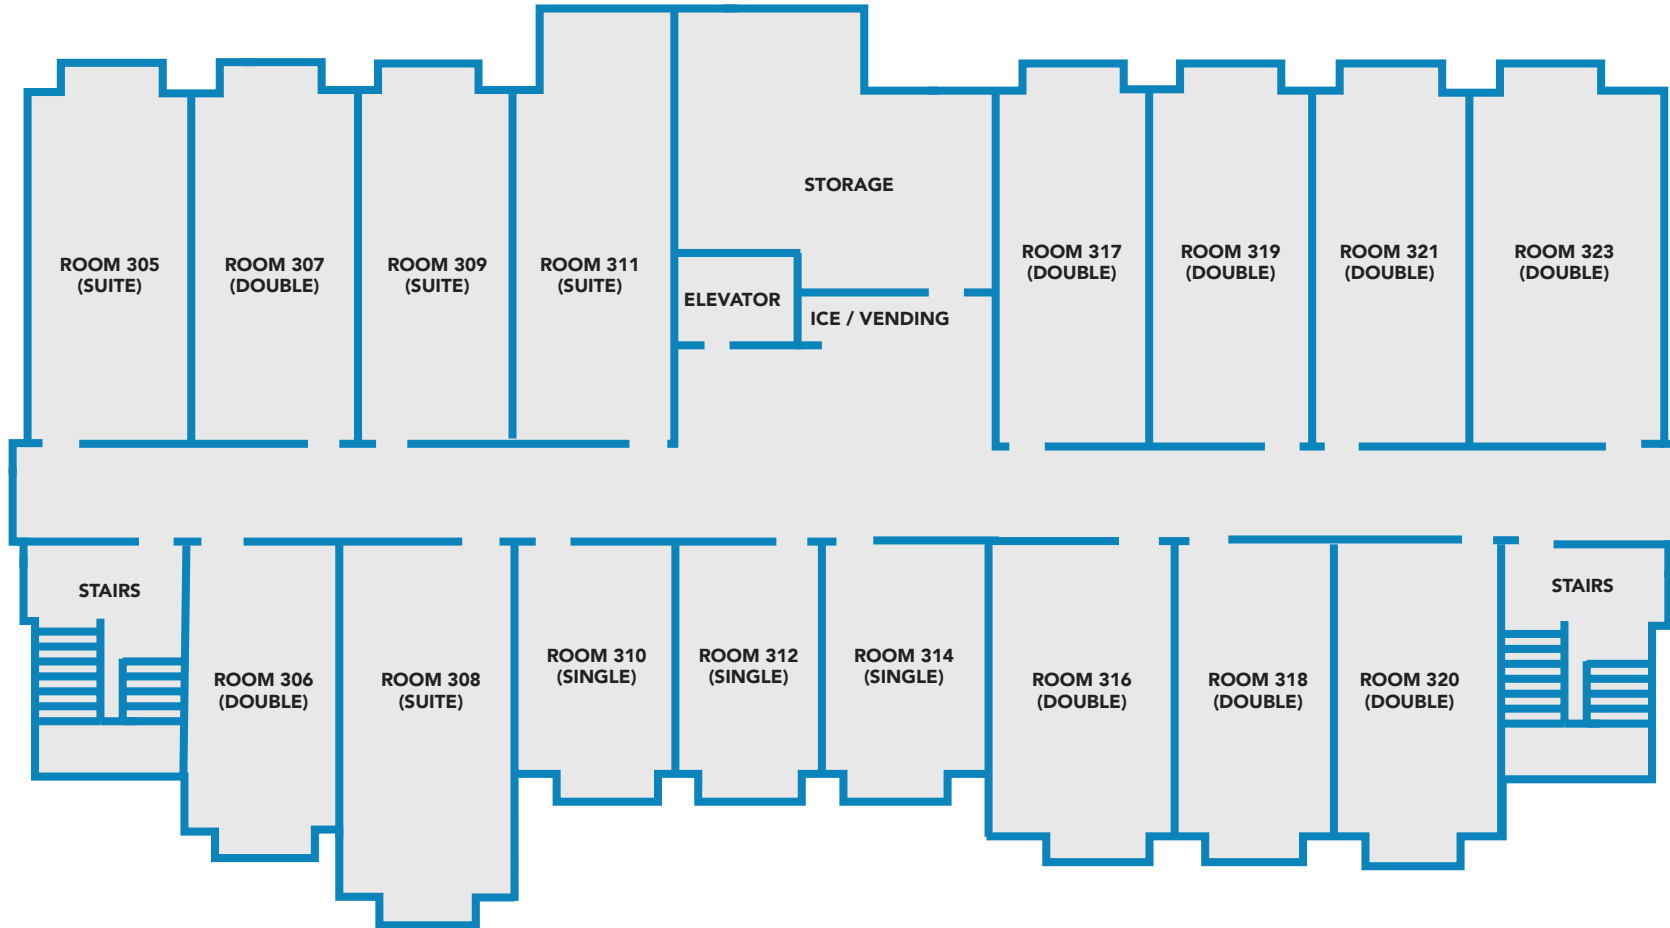 STORAGE
ROOM 305
(SUITE)
ROOM 307
(DOUBLE)
ROOM 309
(SUITE)
ROOM 311
(SUITE)
ELEVATOR
ICE / VENDING
ROOM 317
(DOUBLE)
ROOM 319
(DOUBLE)
ROOM 321
(DOUBLE)
ROOM 323
(DOUBLE)
STAIRS
ROOM 306
(DOUBLE)
ROOM 308
(SUITE)
ROOM 310
(SINGLE)
ROOM 312
(SINGLE)
ROOM 314
(SINGLE)
ROOM 316
(DOUBLE)
ROOM 318
(DOUBLE)
ROOM 320
(DOUBLE)
STAIRS